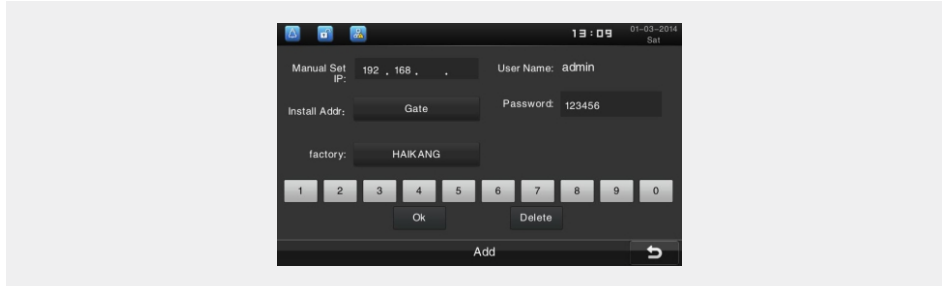 13:09
01-03-2014
Sat
Manual Set
IP:
192 . 168 . .
User Name: admin
Install Addr:
Gate
Password: 123456
factory:
HAIKANG
1 2 3 4 5 6 7 8 9 0
Ok
Delete
Add